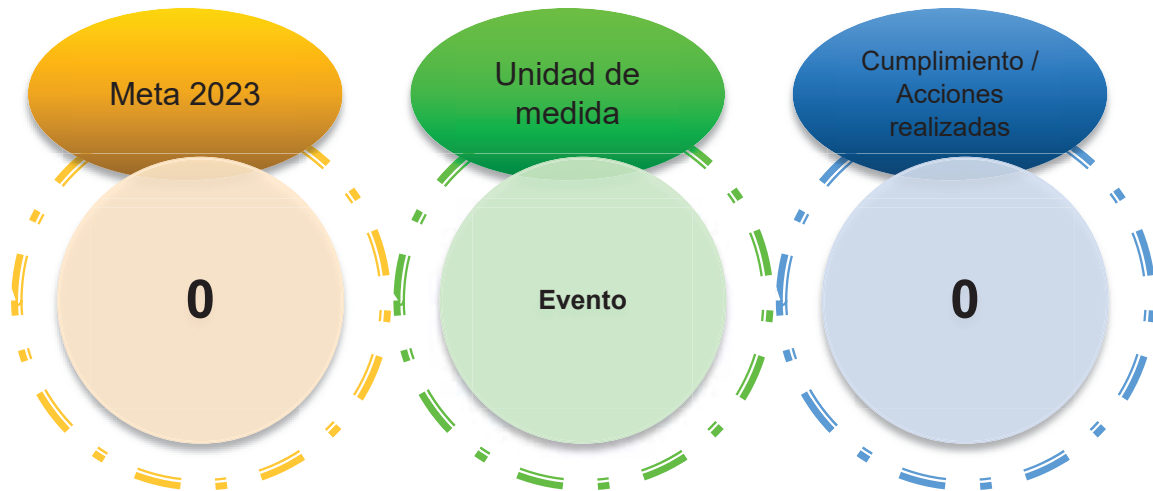 Meta 2023
Unidad de
medida
Cumplimiento /
Acciones
realizadas
0
Evento
0